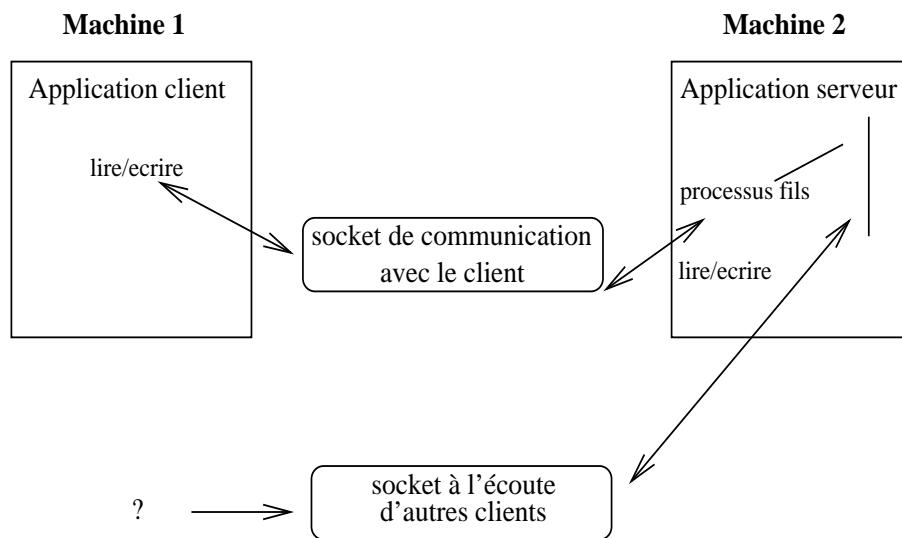 Machine 1
Machine 2
Application client
Application serveur
lire/ecrire
processus fils
socket de communication
avec le client
lire/ecrire
socket à l'écoute
d'autres clients
?